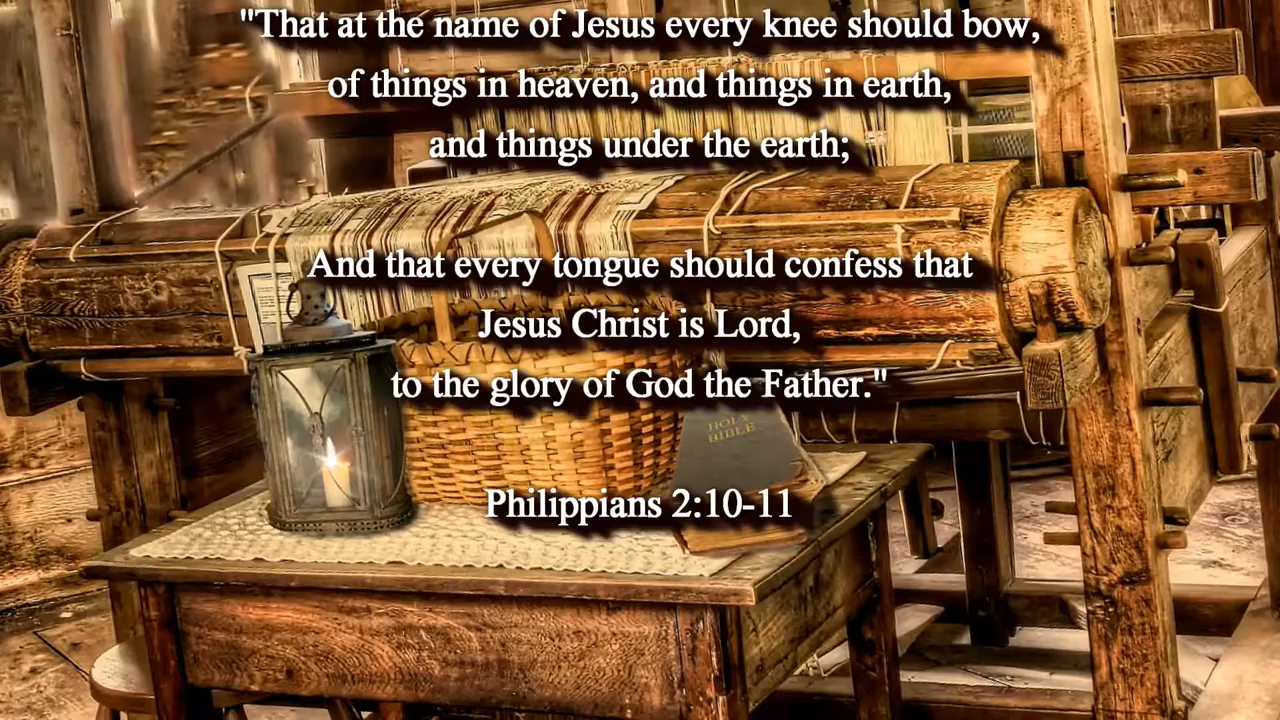 "That at the name of Jesus every knee should bow,
of things in heaven, and things in earth,
and things under the earth;
And that every tongue should confess that
Jesus Christ is Lord,
to the glory of God the Father."
HOLY
BIBLE
Philippians 2:10-11